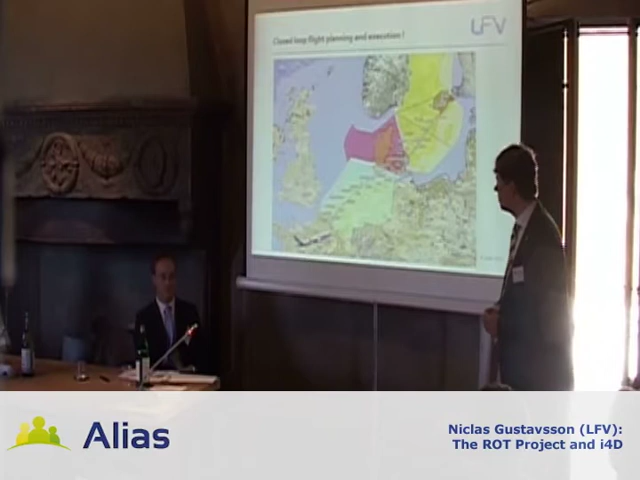 LFV
Closed loop flight planning and execution !
Alias
Niclas Gustavsson (LFV):
The ROT Project and i4D